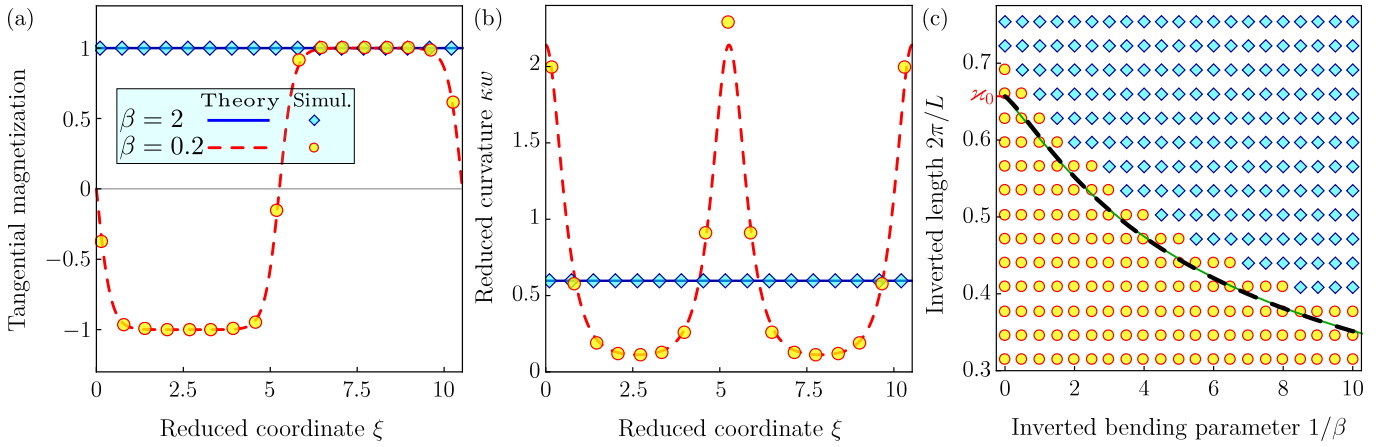 (a)
Tangential magnetization
1
0.5
0
−0.5
−1
Theory Simul.
β = 2
β = 0.2
0 2.5 5 7.5 10
Reduced coordinate ξ
(b)
Reduced curvature κw
2
1.5
1
0.5
0
0 2.5 5 7.5 10
Reduced coordinate ξ
(c)
Inverted length 2π/L
0.7
ϰ0
0.6
0.5
0.4
0.3
0 2 4 6 8 10
Inverted bending parameter 1/β